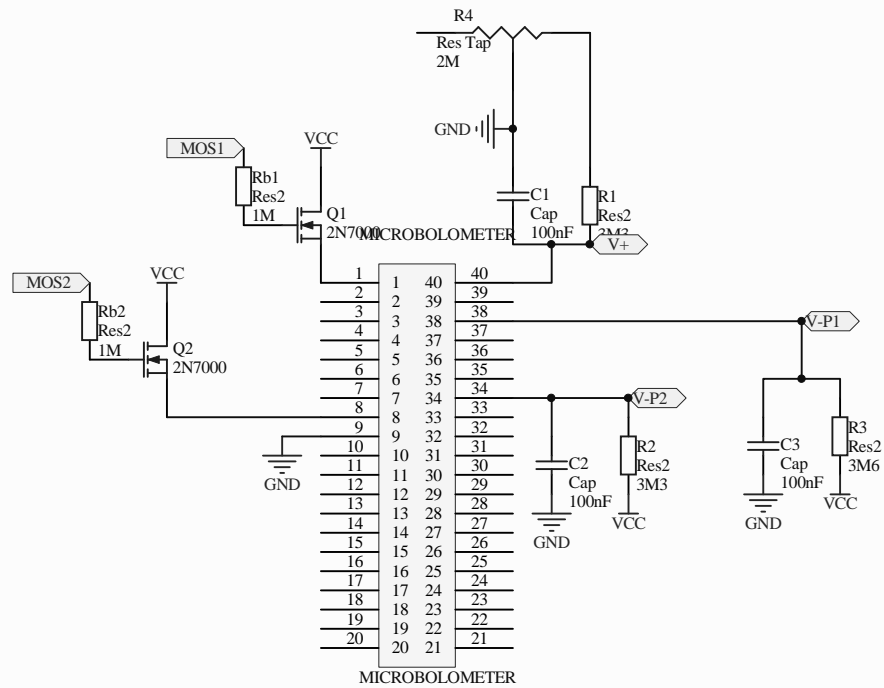 R4
Res Tap
2M
GND
MOS1
VCC
Rb1
Res2
1M
Q1
2N7000
C1
Cap
100nF
R1
Res2
3M3
V+
MICROBOLOMETER
MOS2
VCC
Rb2
Res2
1M
Q2
2N7000
1 1 40 40
2 2 39 39
3 3 38 38
4 4 37 37
5 5 36 36
6 6 35 35
7 7 34 34
8 8 33 33
9 9 32 32
10 10 31 31
11 11 30 30
12 12 29 29
13 13 28 28
14 14 27 27
15 15 26 26
16 16 25 25
17 17 24 24
18 18 23 23
19 19 22 22
20 20 21 21
GND
V-P1
V-P2
C2
Cap
100nF
GND
R2
Res2
3M3
VCC
C3
Cap
100nF
GND
R3
Res2
3M6
VCC
MICROBOLOMETER